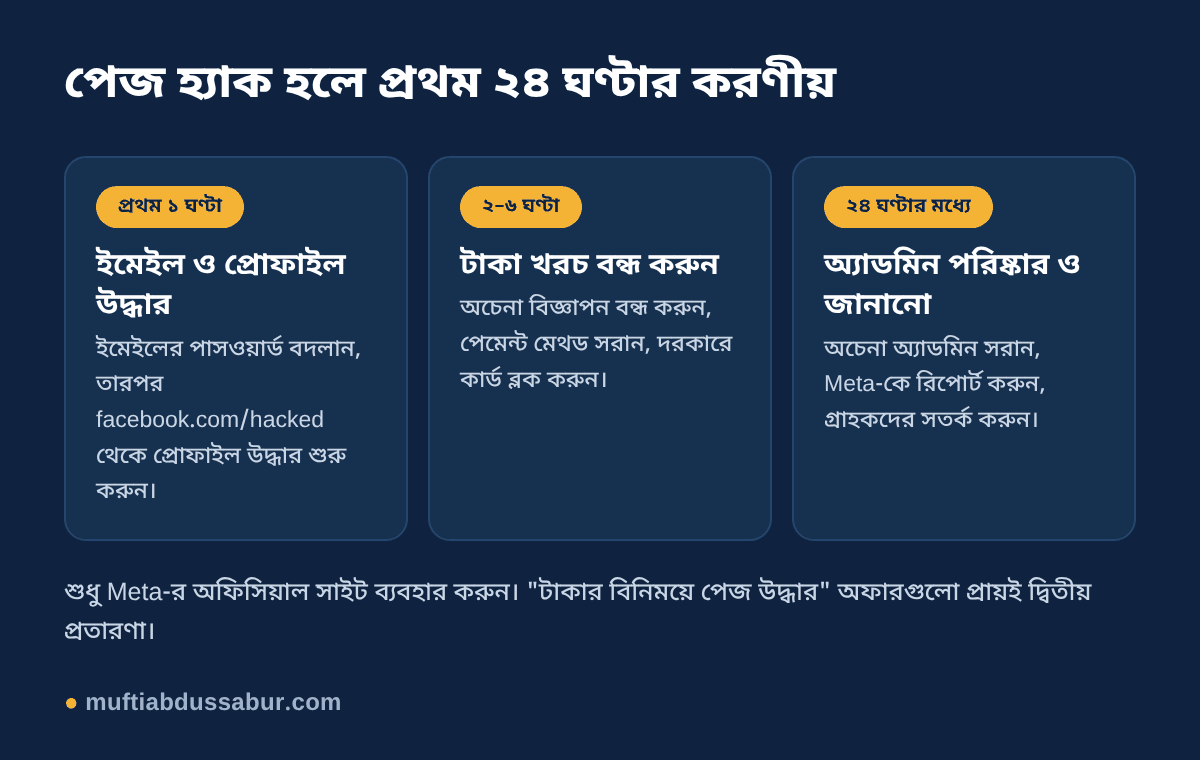 পেজ হ্যাক হলে প্রথম ২৪ ঘণ্টার করণীয়
প্রথম ১ ঘণ্টা
ইমেইল ও প্রোফাইল
উদ্ধার
ইমেইলের পাসওয়ার্ড বদলান,
তারপর
facebook.com/hacked
থেকে প্রোফাইল উদ্ধার শুরু
করুন।
২–৬ ঘণ্টা
টাকা খরচ বন্ধ করুন
অচেনা বিজ্ঞাপন বন্ধ করুন,
পেমেন্ট মেথড সরান, দরকারে
কার্ড ব্লক করুন।
২৪ ঘণ্টার মধ্যে
অ্যাডমিন পরিষ্কার ও
জানানো
অচেনা অ্যাডমিন সরান,
Meta-কে রিপোর্ট করুন,
গ্রাহকদের সতর্ক করুন।
শুধু Meta-র অফিসিয়াল সাইট ব্যবহার করুন। "টাকার বিনিময়ে পেজ উদ্ধার" অফারগুলো প্রায়ই দ্বিতীয়
প্রতারণা।
muftiabdussabur.com